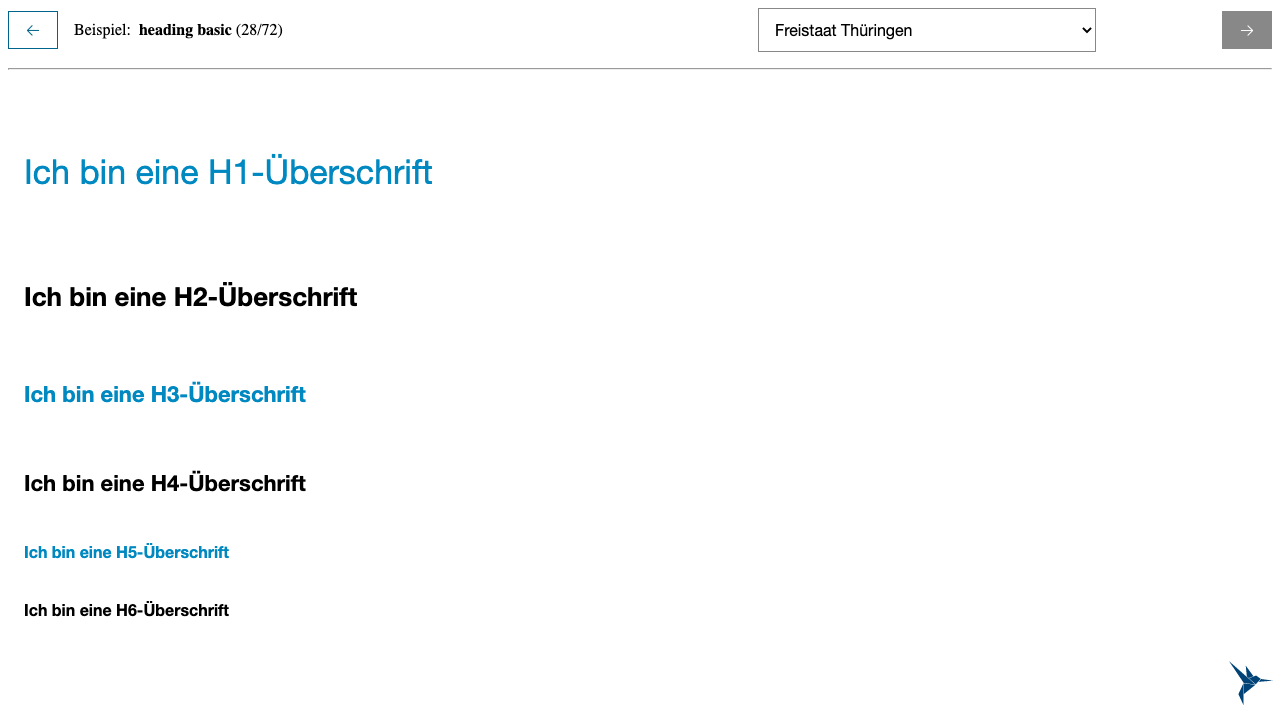 Beispiel: heading basic (28/72)
Freistaat Thüringen
Ich bin eine H1-Überschrift
Ich bin eine H2-Überschrift
Ich bin eine H3-Überschrift
Ich bin eine H4-Überschrift
Ich bin eine H5-Überschrift
Ich bin eine H6-Überschrift